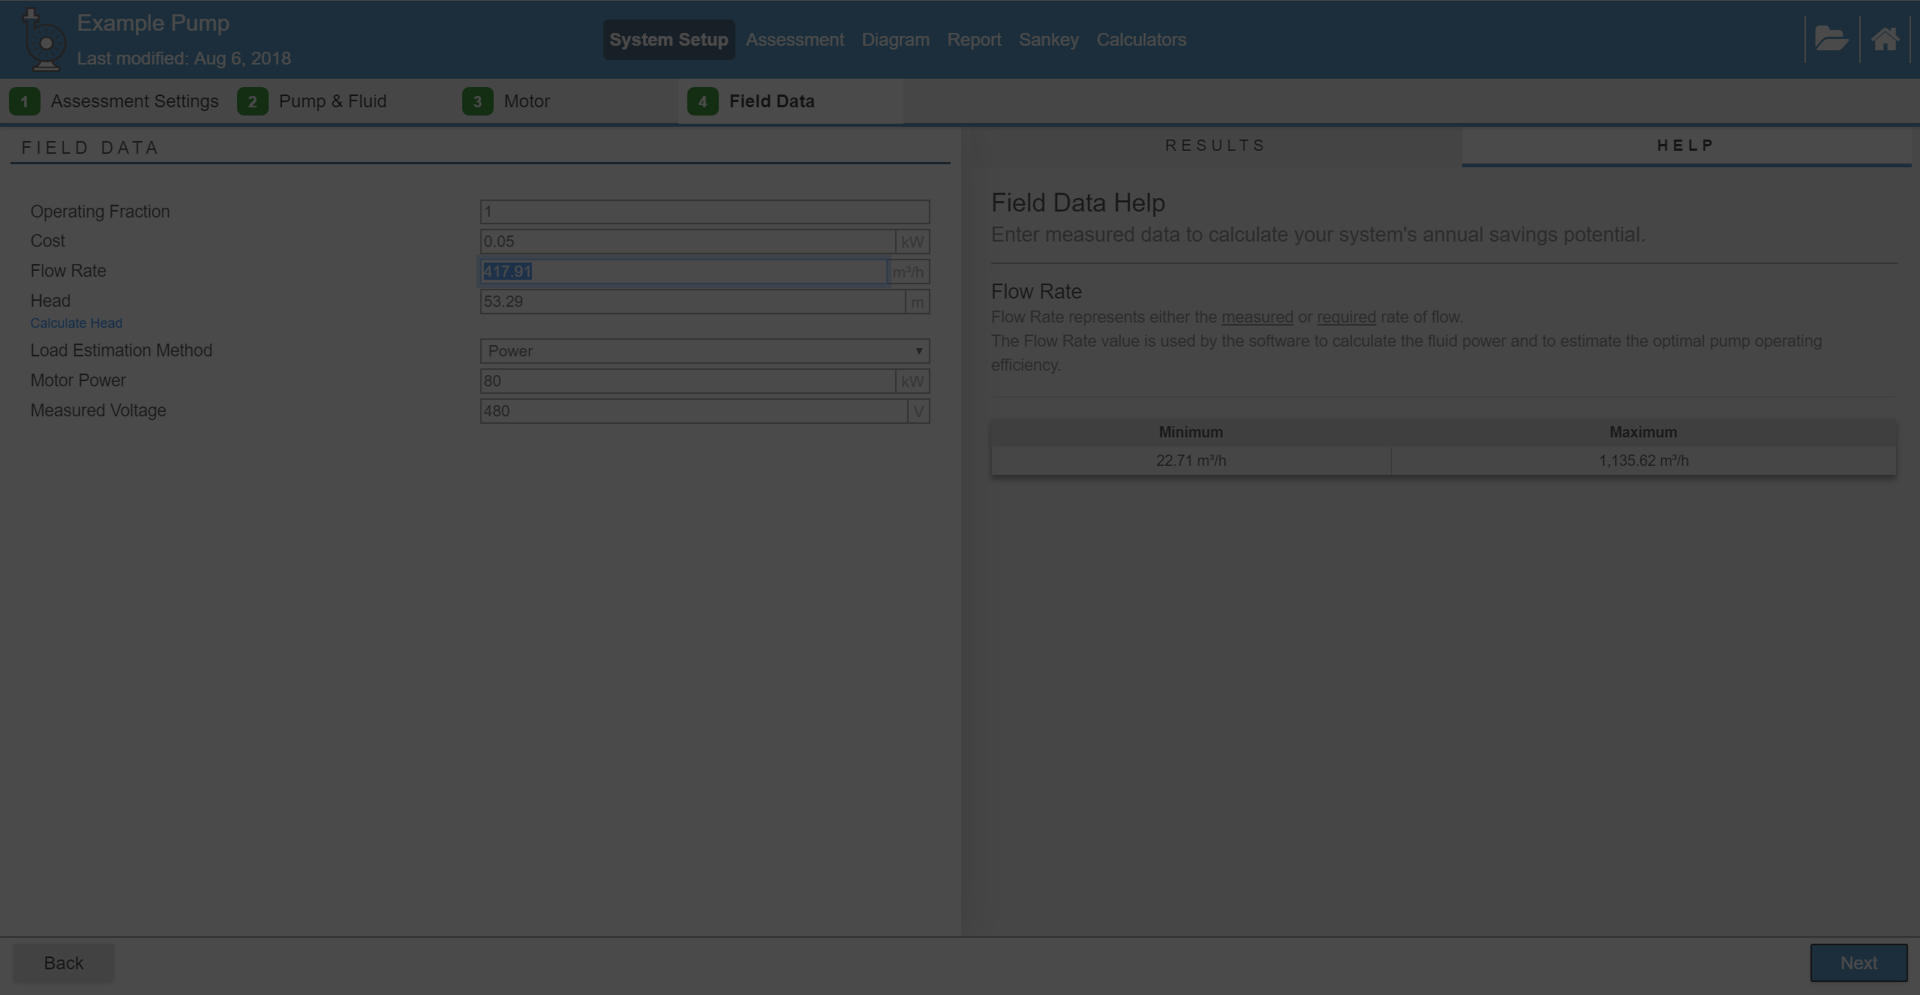 Example Pump
Last modified: Aug 6, 2018
System Setup Assessment Diagram Report Sankey Calculators
1 Assessment Settings 2 Pump & Fluid 3 Motor 4 Field Data
FIELD DATA
Operating Fraction 1
Cost 0.05 kW
Flow Rate 417.91 m³/h
Head 53.29 m
Calculate Head
Load Estimation Method Power
Motor Power 80 kW
Measured Voltage 480 V
RESULTS HELP
Field Data Help
Enter measured data to calculate your system's annual savings potential.
Flow Rate
Flow Rate represents either the measured or required rate of flow.
The Flow Rate value is used by the software to calculate the fluid power and to estimate the optimal pump operating
efficiency.
Minimum Maximum
22.71 m³/h 1,135.62 m³/h
Back Next